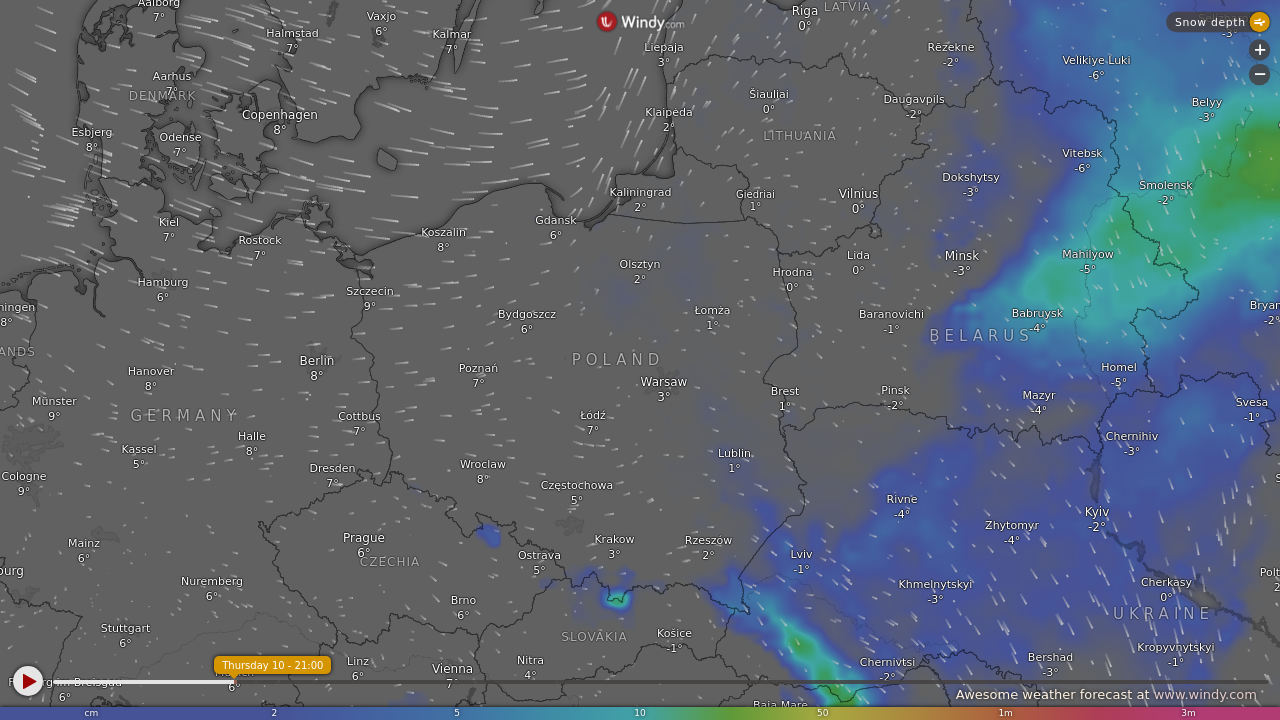 Aalborg
7°
Vaxjo
6°
Riga
0°
LATVIA
Windy.com
Snow depth
-3°
Halmstad
7°
Kalmar
7°
Liepaja
3°
Rēzekne
-2°
Velikiye Luki
-6°
Aarhus
7°
DENMARK
Šiauliai
0°
Daugavpils
-2°
Belyy
-3°
Copenhagen
8°
Klaipėda
2°
Esbjerg
8°
Odense
7°
LITHUANIA
Vitebsk
-6°
Dokshytsy
-3°
Smolensk
-2°
Kaliningrad
2°
Giedriai
1°
Vilnius
0°
Kiel
7°
Gdansk
6°
Koszalin
8°
Rostock
7°
Lida
0°
Minsk
-3°
Mahilyow
-5°
Olsztyn
2°
Hrodna
0°
Hamburg
6°
Szczecin
9°
ningen
8°
Bydgoszcz
6°
Łomża
1°
Baranovichi
-1°
Babruysk
-4°
Bryan
-2°
BELARUS
ANDS
POLAND
Berlin
8°
Hanover
8°
Poznań
7°
Warsaw
3°
Homel
-5°
Brest
1°
Pinsk
-2°
Mazyr
-4°
Münster
9°
Svesa
-1°
GERMANY
Cottbus
7°
Łódź
7°
Halle
8°
Chernihiv
-3°
Kassel
5°
Lublin
1°
Dresden
7°
Wroclaw
8°
Cologne
9°
Częstochowa
5°
Rivne
-4°
Kyiv
-2°
Zhytomyr
-4°
Prague
6°
Mainz
6°
Krakow
3°
Rzeszów
2°
Ostrava
5°
Lviv
-1°
CZECHIA
ourg
Nuremberg
6°
Khmelnytskyi
-3°
Cherkasy
0°
Polt
2
Brno
6°
UKRAINE
Stuttgart
6°
SLOVAKIA
Košice
-1°
Kropyvnytskyi
-1°
Thursday 10 - 21:00
Linz
6°
Vienna
7°
Nitra
4°
Chernivtsi
-2°
Bershad
-3°
6°
6°
Awesome weather forecast at www.windy.com
Baia Mare
cm
2
5
10
50
1m
3m